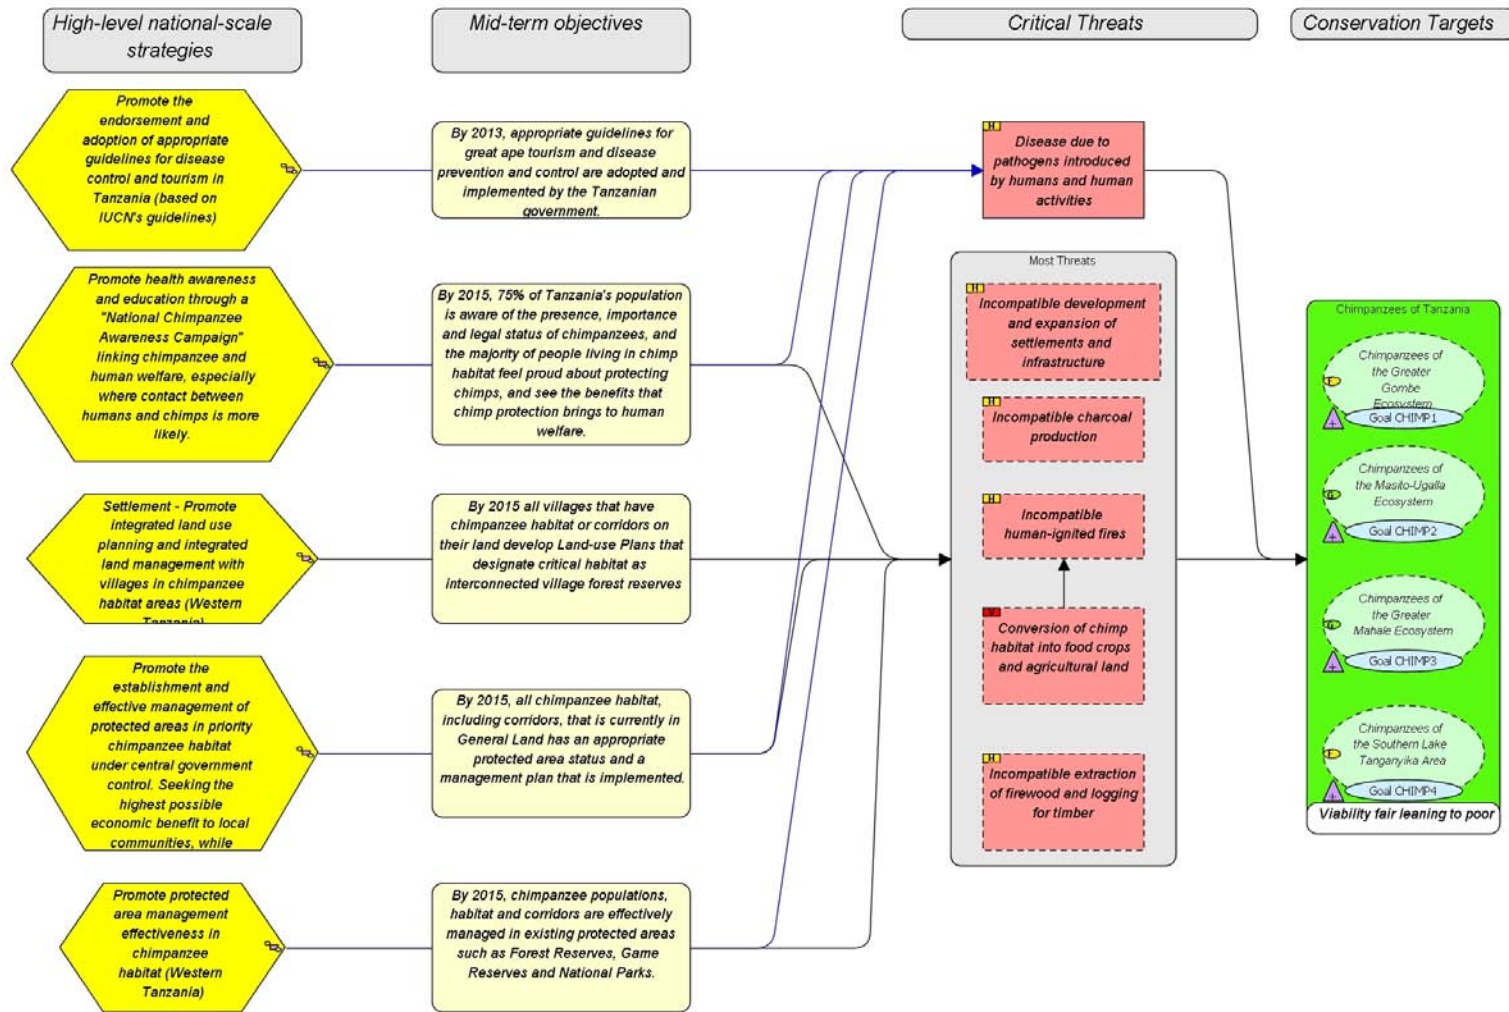 High-level national-scale
strategies
Mid-term objectives
Critical Threats
Conservation Targets
Promote the
endorsement and
adoption of appropriate
guidelines for disease
control and tourism in
Tanzania (based on
IUCN's guidelines)
By 2013, appropriate guidelines for
great ape tourism and disease
prevention and control are adopted and
implemented by the Tanzanian
government.
H
Disease due to
pathogens introduced
by humans and human
activities
Promote health awareness
and education through a
"National Chimpanzee
Awareness Campaign"
linking chimpanzee and
human welfare, especially
where contact between
humans and chimps is more
likely.
By 2015, 75% of Tanzania's population
is aware of the presence, importance
and legal status of chimpanzees, and
the majority of people living in chimp
habitat feel proud about protecting
chimps, and see the benefits that
chimp protection brings to human
welfare.
Settlement - Promote
integrated land use
planning and integrated
land management with
villages in chimpanzee
habitat areas (Western
Tanzania)
By 2015 all villages that have
chimpanzee habitat or corridors on
their land develop Land-use Plans that
designate critical habitat as
interconnected village forest reserves
Promote the
establishment and
effective management of
protected areas in priority
chimpanzee habitat
under central government
control. Seeking the
highest possible
economic benefit to local
communities, while
By 2015, all chimpanzee habitat,
including corridors, that is currently in
General Land has an appropriate
protected area status and a
management plan that is implemented.
Promote protected
area management
effectiveness in
chimpanzee
habitat (Western
Tanzania)
By 2015, chimpanzee populations,
habitat and corridors are effectively
managed in existing protected areas
such as Forest Reserves, Game
Reserves and National Parks.
Most Threats
H
Incompatible development
and expansion of
settlements and
infrastructure
H
Incompatible charcoal
production
H
Incompatible
human-ignited fires
V
Conversion of chimp
habitat into food crops
and agricultural land
H
Incompatible extraction
of firewood and logging
for timber
Chimpanzees of Tanzania
Chimpanzees of
the Greater
Gombe
Ecosystem
Goal CHIMP1
Chimpanzees of
the Masito-Ugalla
Ecosystem
G
Goal CHIMP2
Chimpanzees of
the Greater
Mahale Ecosystem
G
Goal CHIMP3
Chimpanzees of
the Southern Lake
Tanganyika Area
Goal CHIMP4
Viability fair leaning to poor